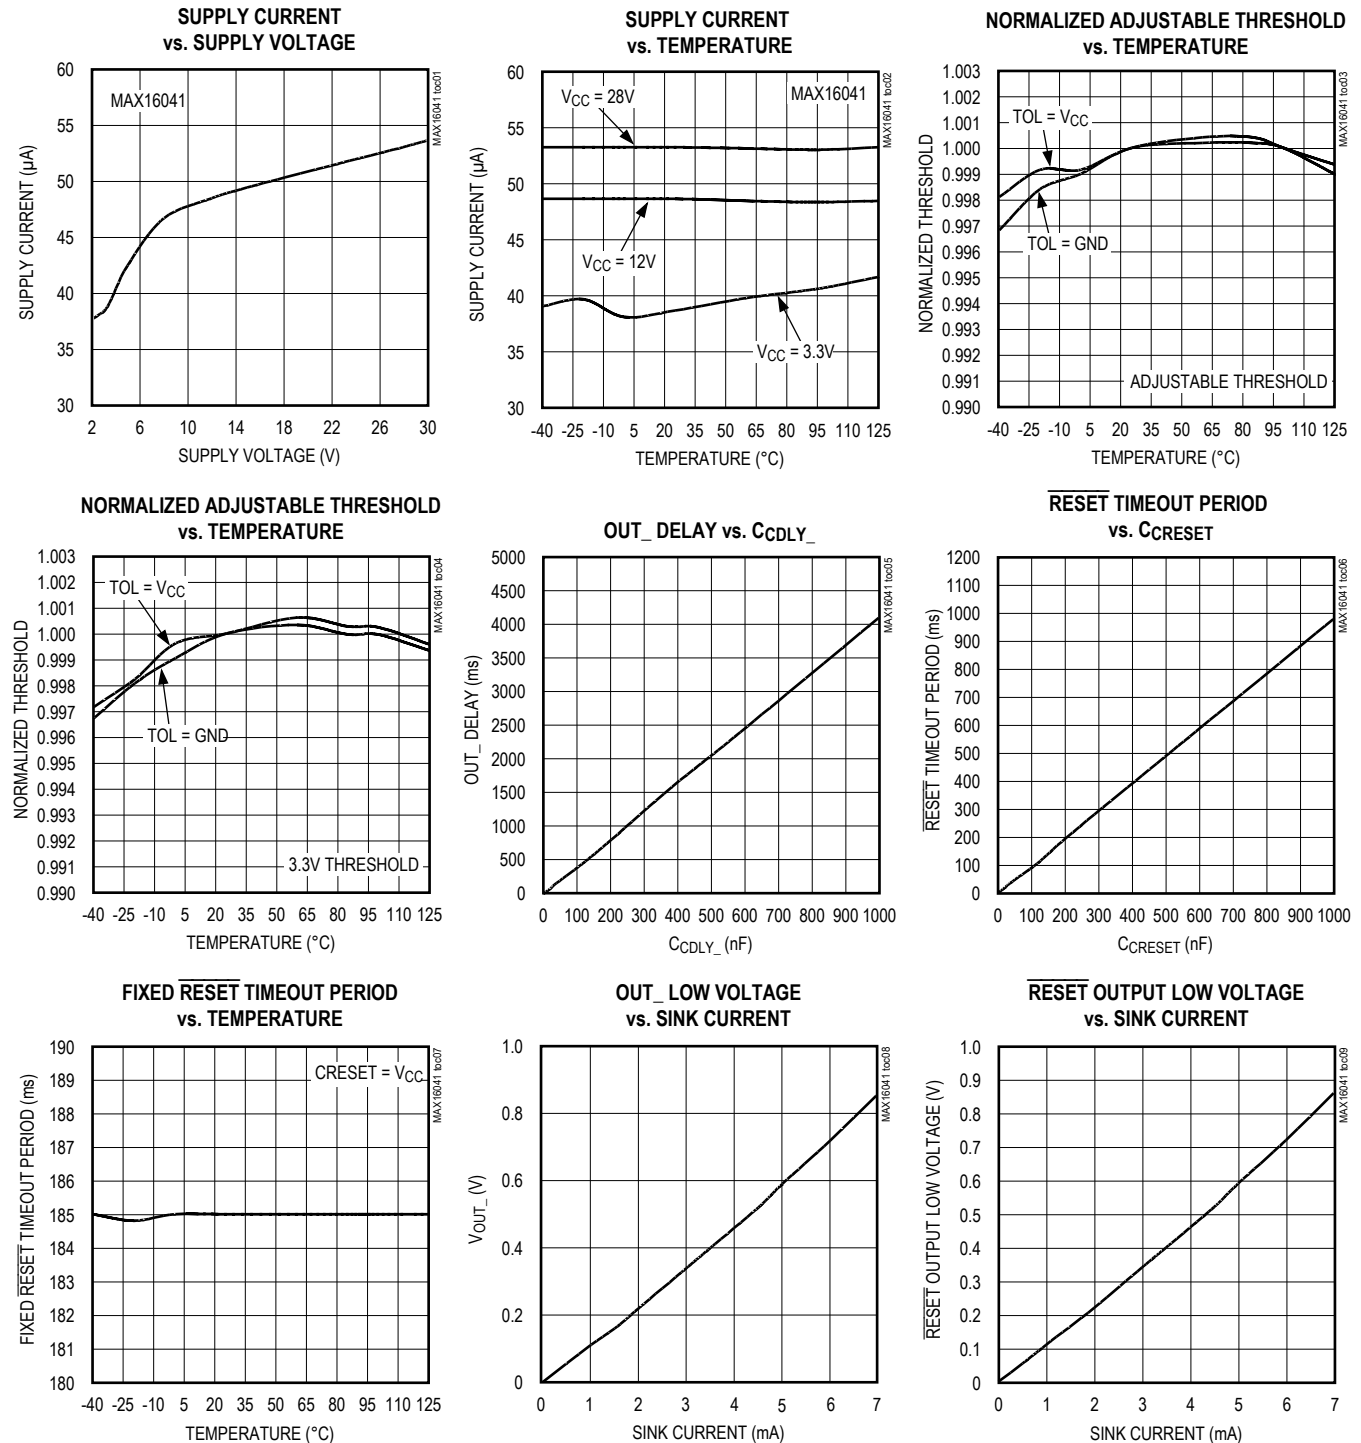 SUPPLY CURRENT
vs. SUPPLY VOLTAGE
60
55
50
45
40
35
30
SUPPLY CURRENT (µA)
MAX16041
MAX16041 toc01
2 6 10 14 18 22 26 30
SUPPLY VOLTAGE (V)
SUPPLY CURRENT
vs. TEMPERATURE
60
55
50
45
40
35
30
SUPPLY CURRENT (µA)
VCC = 28V
MAX16041
VCC = 12V
VCC = 3.3V
MAX16041 toc02
-40 -25 -10 5 20 35 50 65 80 95 110 125
TEMPERATURE (°C)
NORMALIZED ADJUSTABLE THRESHOLD
vs. TEMPERATURE
1.003
1.002
1.001
1.000
0.999
0.998
0.997
0.996
0.995
0.994
0.993
0.992
0.991
0.990
NORMALIZED THRESHOLD
TOL = VCC
TOL = GND
ADJUSTABLE THRESHOLD
MAX16041 toc03
-40 -25 -10 5 20 35 50 65 80 95 110 125
TEMPERATURE (°C)
NORMALIZED ADJUSTABLE THRESHOLD
vs. TEMPERATURE
1.003
1.002
1.001
1.000
0.999
0.998
0.997
0.996
0.995
0.994
0.993
0.992
0.991
0.990
NORMALIZED THRESHOLD
TOL = VCC
TOL = GND
3.3V THRESHOLD
MAX16041 toc04
-40 -25 -10 5 20 35 50 65 80 95 110 125
TEMPERATURE (°C)
OUT_ DELAY vs. CCDLY_
5000
4500
4000
3500
3000
2500
2000
1500
1000
500
0
OUT_ DELAY (ms)
MAX16041 toc05
0 100 200 300 400 500 600 700 800 900 1000
CCDLY_ (nF)
RESET TIMEOUT PERIOD
vs. CCRESET
1200
1100
1000
900
800
700
600
500
400
300
200
100
0
RESET TIMEOUT PERIOD (ms)
MAX16041 toc06
0 100 200 300 400 500 600 700 800 900 1000
CCRESET (nF)
FIXED RESET TIMEOUT PERIOD
vs. TEMPERATURE
190
189
188
187
186
185
184
183
182
181
180
FIXED RESET TIMEOUT PERIOD (ms)
CRESET = VCC
MAX16041 toc07
-40 -25 -10 5 20 35 50 65 80 95 110 125
TEMPERATURE (°C)
OUT_ LOW VOLTAGE
vs. SINK CURRENT
1.0
0.8
0.6
0.4
0.2
0
VOUT_ (V)
MAX16041 toc08
0 1 2 3 4 5 6 7
SINK CURRENT (mA)
RESET OUTPUT LOW VOLTAGE
vs. SINK CURRENT
1.0
0.9
0.8
0.7
0.6
0.5
0.4
0.3
0.2
0.1
0
RESET OUTPUT LOW VOLTAGE (V)
MAX16041 toc09
0 1 2 3 4 5 6 7
SINK CURRENT (mA)